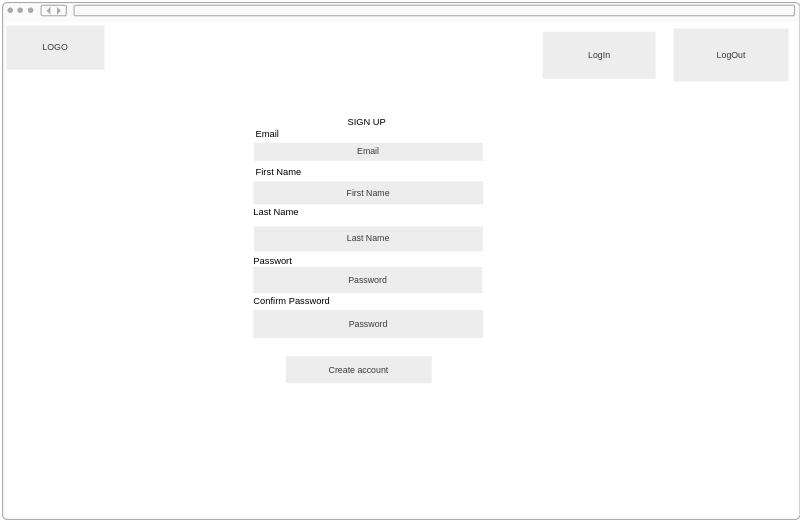 LOGO
LogIn
LogOut
SIGN UP
Email
Email
First Name
First Name
Last Name
Last Name
Passwort
Password
Confirm Password
Password
Create account